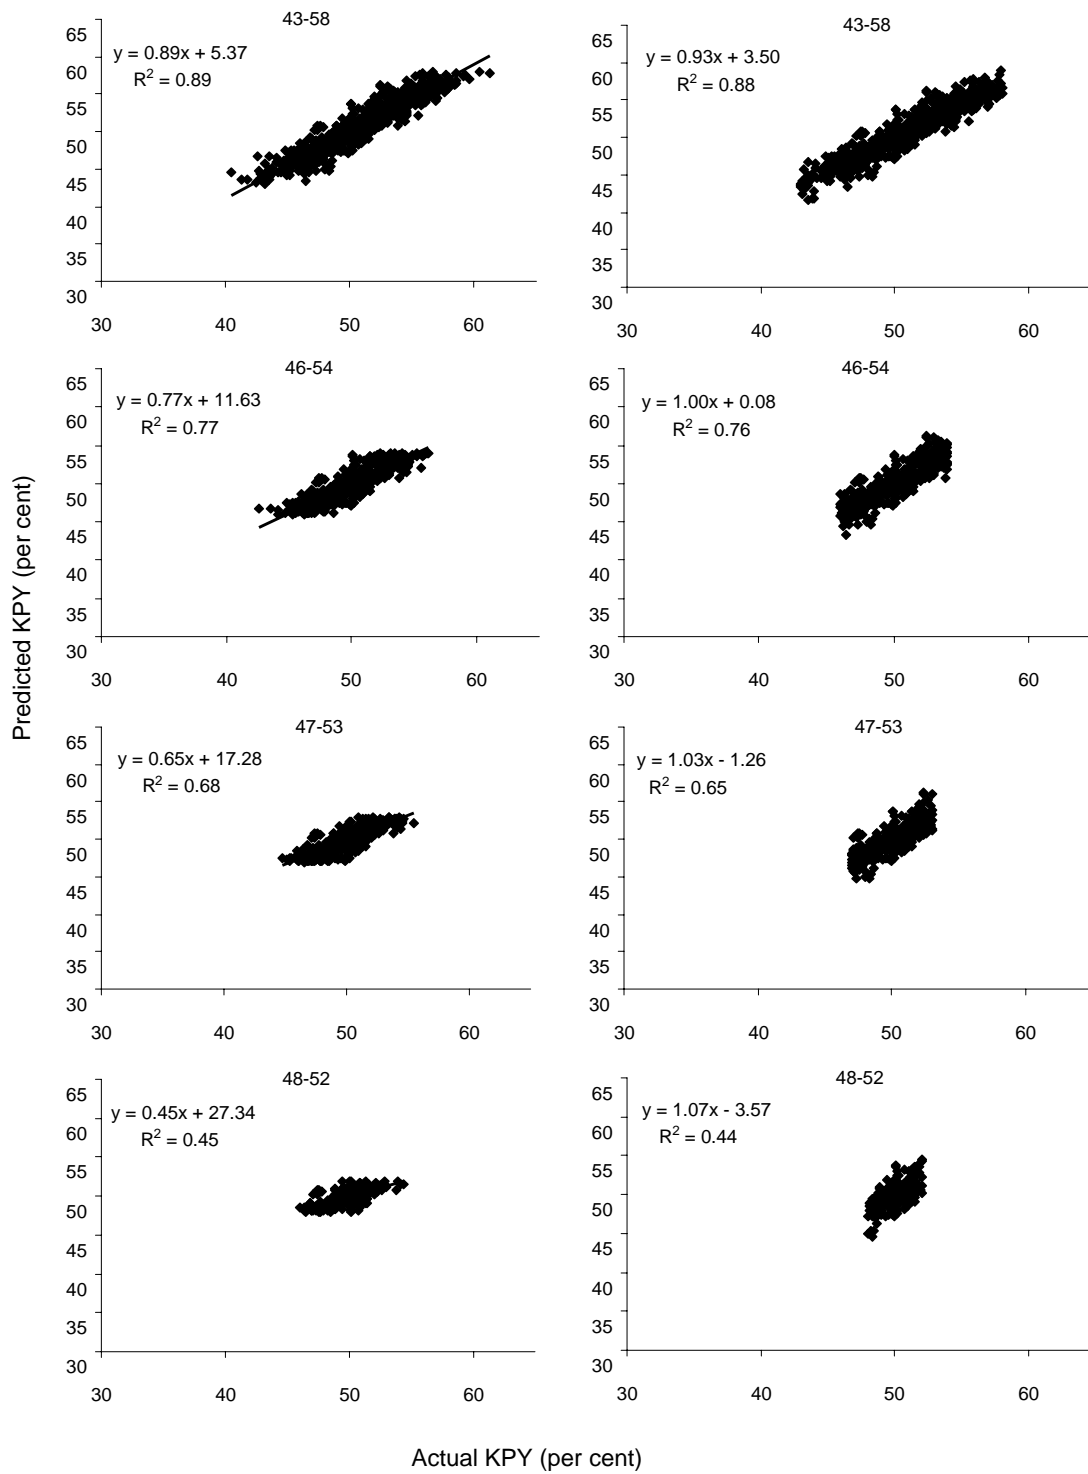 43-58
y = 0.89x + 5.37
R² = 0.89
65
60
55
50
45
40
35
30
30 40 50 60
43-58
y = 0.93x + 3.50
R² = 0.88
65
60
55
50
45
40
35
30
30 40 50 60
46-54
y = 0.77x + 11.63
R² = 0.77
65
60
55
50
45
40
35
30
30 40 50 60
46-54
y = 1.00x + 0.08
R² = 0.76
65
60
55
50
45
40
35
30
30 40 50 60
47-53
y = 0.65x + 17.28
R² = 0.68
65
60
55
50
45
40
35
30
30 40 50 60
47-53
y = 1.03x - 1.26
R² = 0.65
65
60
55
50
45
40
35
30
30 40 50 60
48-52
y = 0.45x + 27.34
R² = 0.45
65
60
55
50
45
40
35
30
30 40 50 60
48-52
y = 1.07x - 3.57
R² = 0.44
65
60
55
50
45
40
35
30
30 40 50 60
Predicted KPY (per cent)
Actual KPY (per cent)